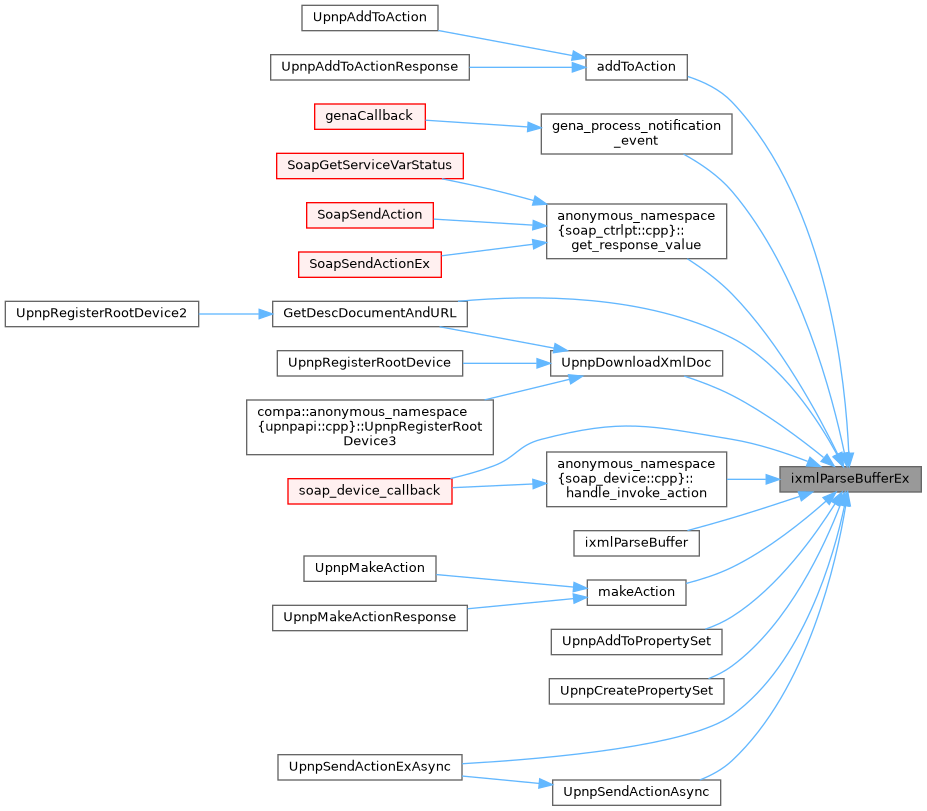 UpnpAddToAction
UpnpAddToActionResponse
addToAction
genaCallback
gena_process_notification
_event
SoapGetServiceVarStatus
SoapSendAction
SoapSendActionEx
anonymous_namespace
{soap_ctrlpt::cpp}::
get_response_value
UpnpRegisterRootDevice2
GetDescDocumentAndURL
UpnpRegisterRootDevice
UpnpDownloadXmlDoc
compa::anonymous_namespace
{upnpapi::cpp}::UpnpRegisterRoot
Device3
soap_device_callback
anonymous_namespace
{soap_device::cpp}::
handle_invoke_action
ixmlParseBufferEx
ixmlParseBuffer
UpnpMakeAction
UpnpMakeActionResponse
makeAction
UpnpAddToPropertySet
UpnpCreatePropertySet
UpnpSendActionExAsync
UpnpSendActionAsync